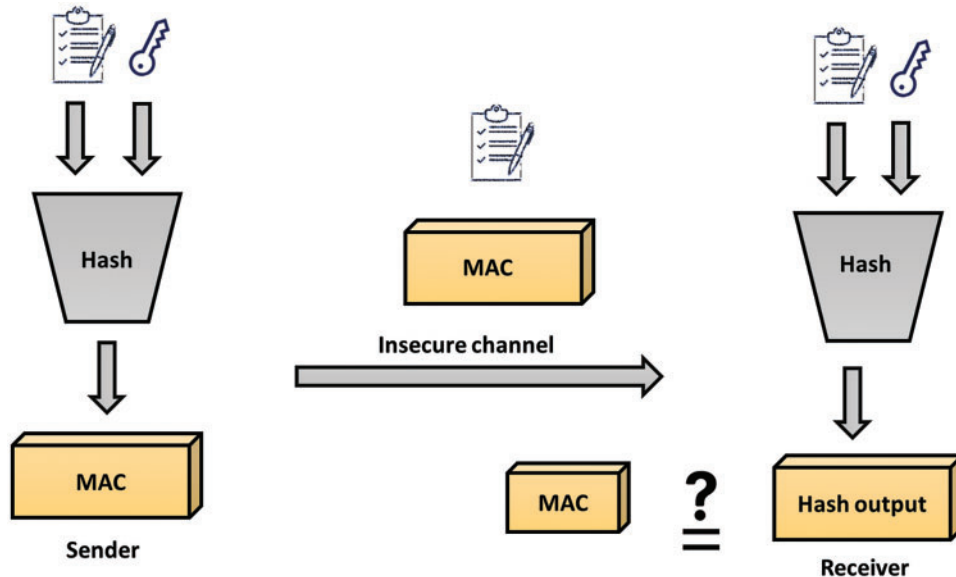 Hash
MAC
Sender
MAC
Insecure channel
MAC
?
=
Hash
Hash output
Receiver